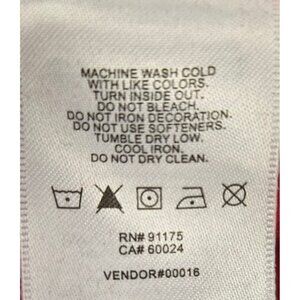 MACHINE WASH COLD
WITH LIKE COLORS.
TURN INSIDE OUT.
DO NOT BLEACH.
DO NOT IRON DECORATION.
DO NOT USE SOFTENERS.
TUMBLE DRY LOW.
COOL IRON.
DO NOT DRY CLEAN.
RN# 91175
CA# 60024
VENDOR#00016